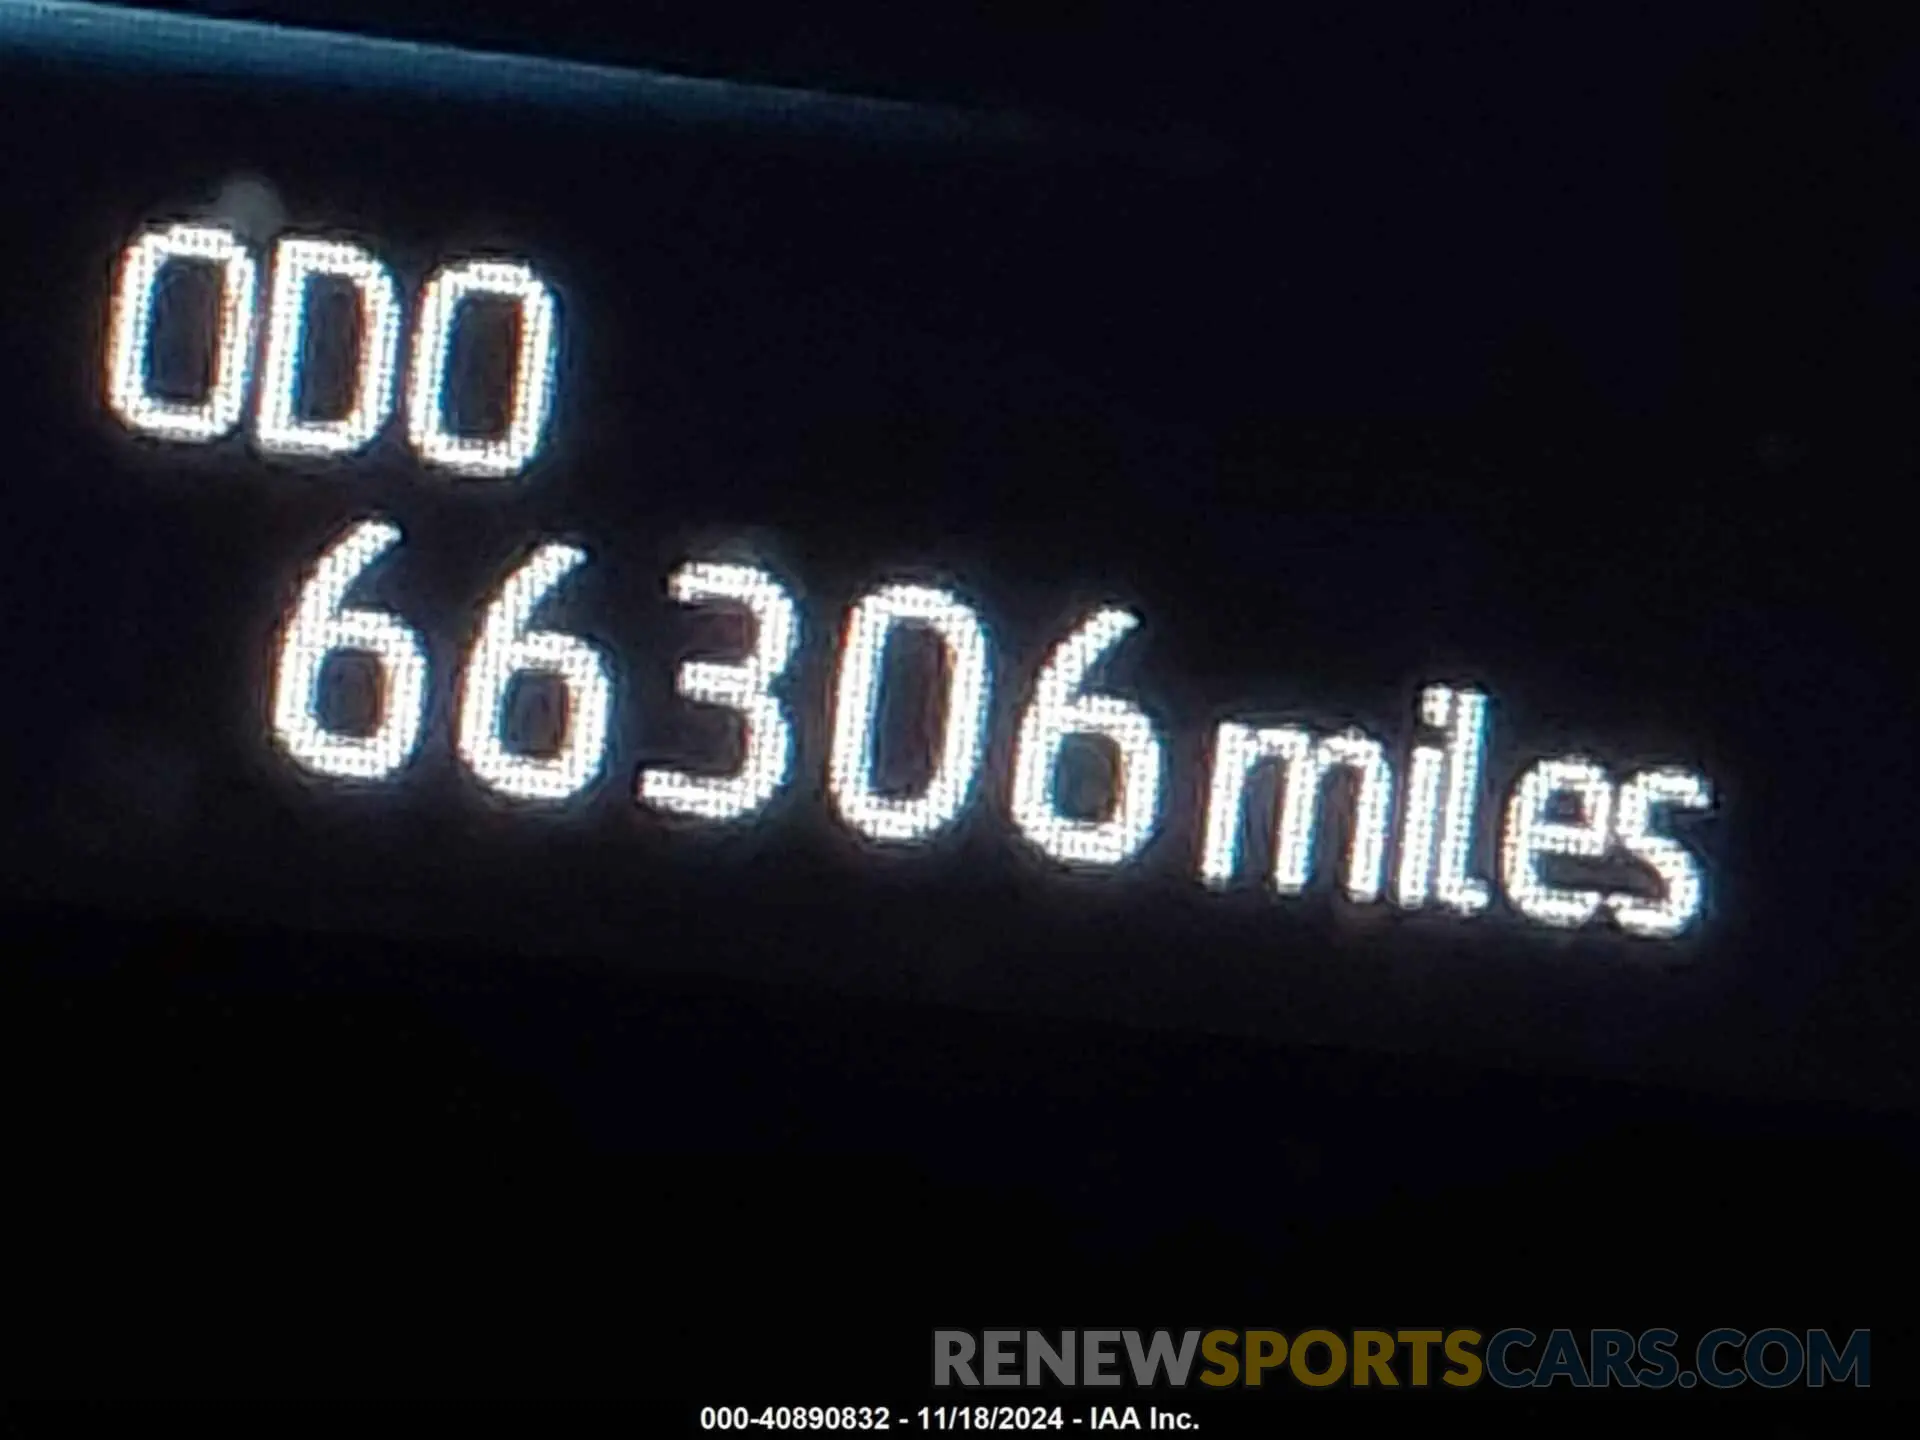 ODO
66306 miles
RENEWSPORTSCARS.COM
000-40890832 - 11/18/2024 - IAA Inc.